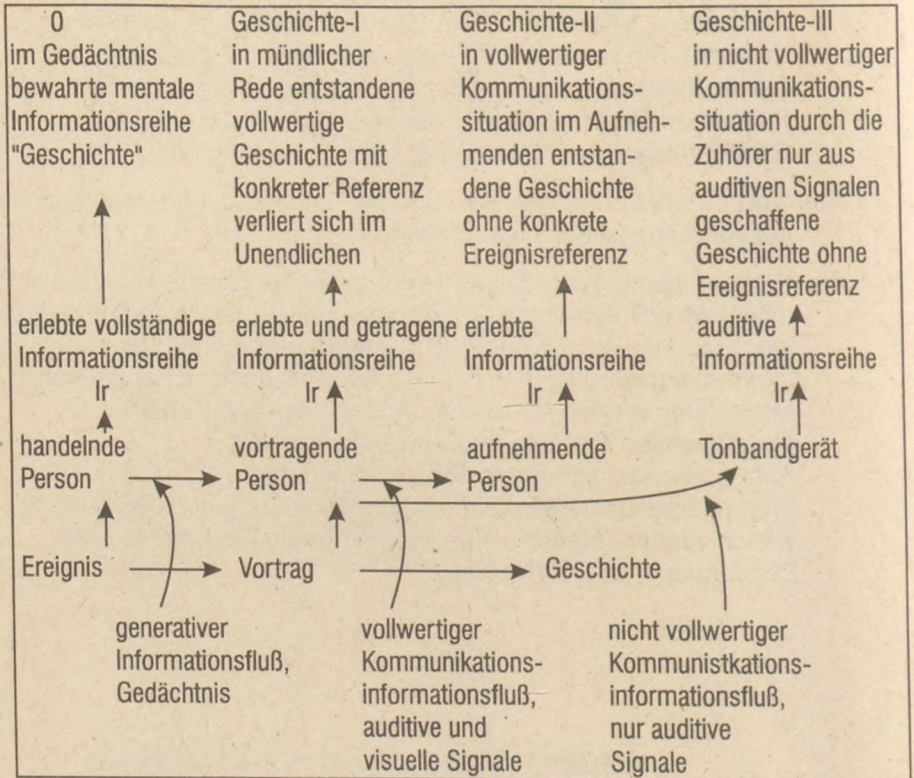 0
im Gedächtnis
bewahrte mentale
Informationsreihe
"Geschichte"
Geschichte-I
in mündlicher
Rede entstandene
vollwertige
Geschichte mit
konkreter Referenz
verliert sich im
Unendlichen
Geschichte-II
in vollwertiger
Kommunikations-
situation im Aufneh-
menden entstan-
dene Geschichte
ohne konkrete
Ereignisreferenz
Geschichte-III
in nicht vollwertiger
Kommunikations-
situation durch die
Zuhörer nur aus
auditiven Signalen
geschaffene
Geschichte ohne
Ereignisreferenz
erlebte vollständige
Informationsreihe
Ir
erlebte und getragene
Informationsreihe
Ir
erlebte
Informationsreihe
Ir
auditive
Informationsreihe
Ir
handelnde
Person
vortragende
Person
aufnehmende
Person
Tonbandgerät
Ereignis
Vortrag
Geschichte
generativer
Informationsfluß,
Gedächtnis
vollwertiger
Kommunikations-
informationsfluß,
auditive und
visuelle Signale
nicht vollwertiger
Kommunistkations-
informationsfluß,
nur auditive
Signale